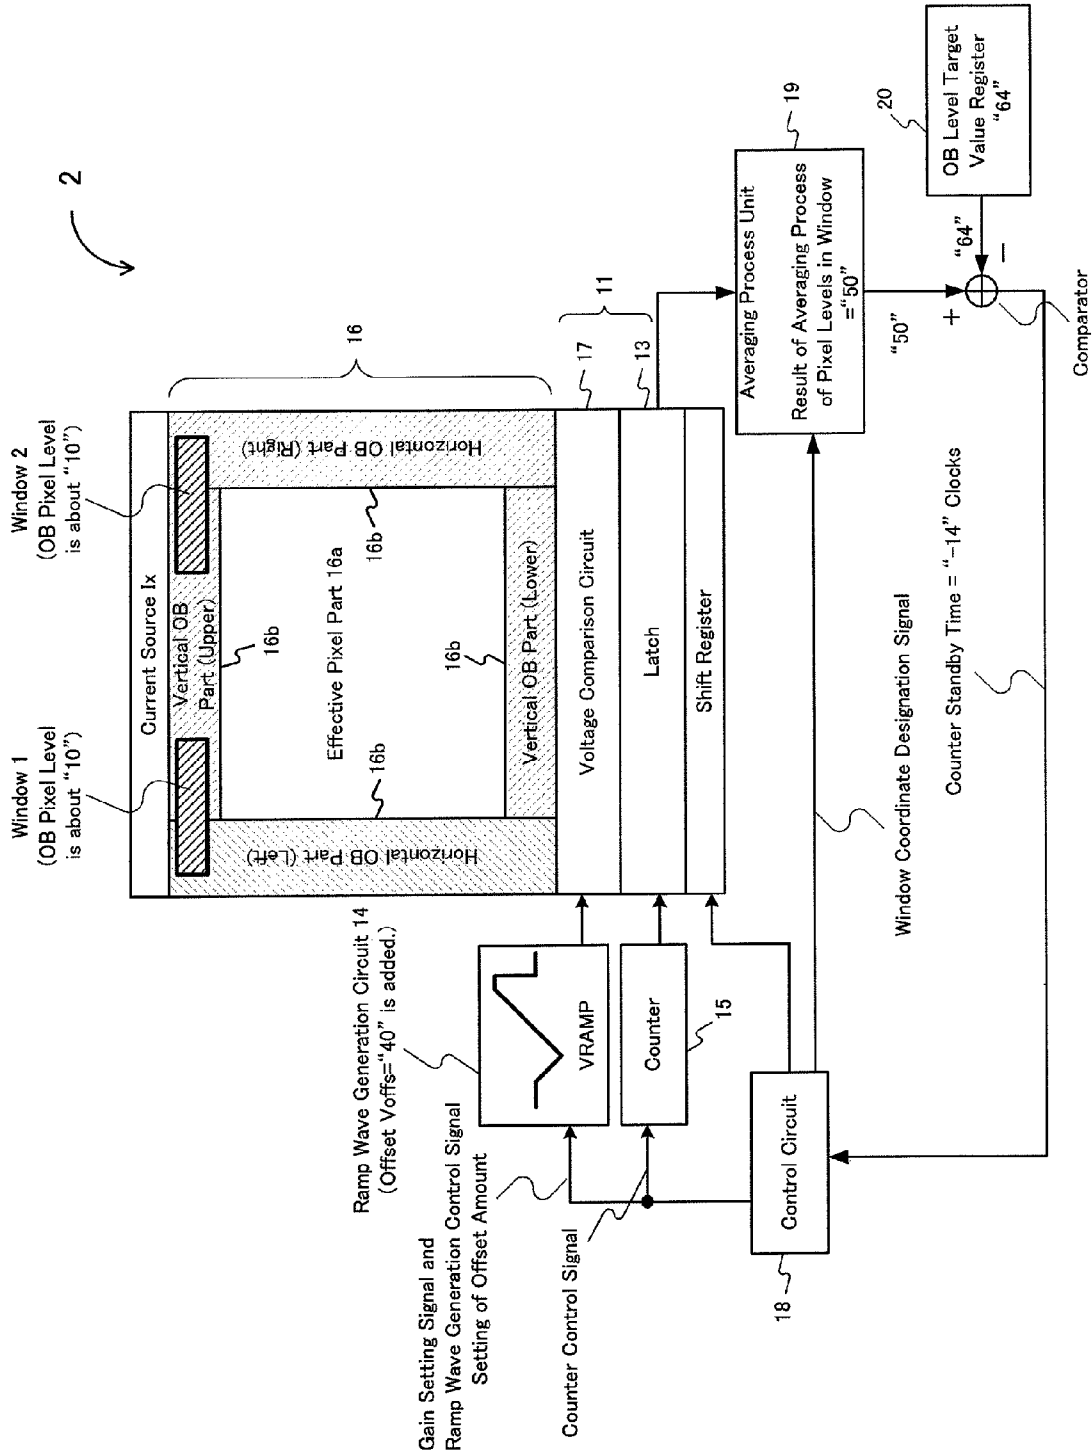 2
Window 1
(OB Pixel Level
is about “10”)
Window 2
(OB Pixel Level
is about “10”)
Current Source Ix
Vertical OB
Part (Upper)
16b
Effective Pixel Part 16a
16b
16b
16b
Vertical OB Part (Lower)
Horizontal OB Part (Left)
Horizontal OB Part (Right)
16
Voltage Comparison Circuit
17
Latch
13
11
Shift Register
Ramp Wave Generation Circuit 14
(Offset Voffs=“40” is added.)
VRAMP
Counter
15
Gain Setting Signal and
Ramp Wave Generation Control Signal
Setting of Offset Amount
Counter Control Signal
Control Circuit
18
Averaging Process Unit
Result of Averaging Process
of Pixel Levels in Window
=“50”
19
20
OB Level Target
Value Register
“64”
“64”
−
+
“50”
Comparator
Window Coordinate Designation Signal
Counter Standby Time = “−14” Clocks